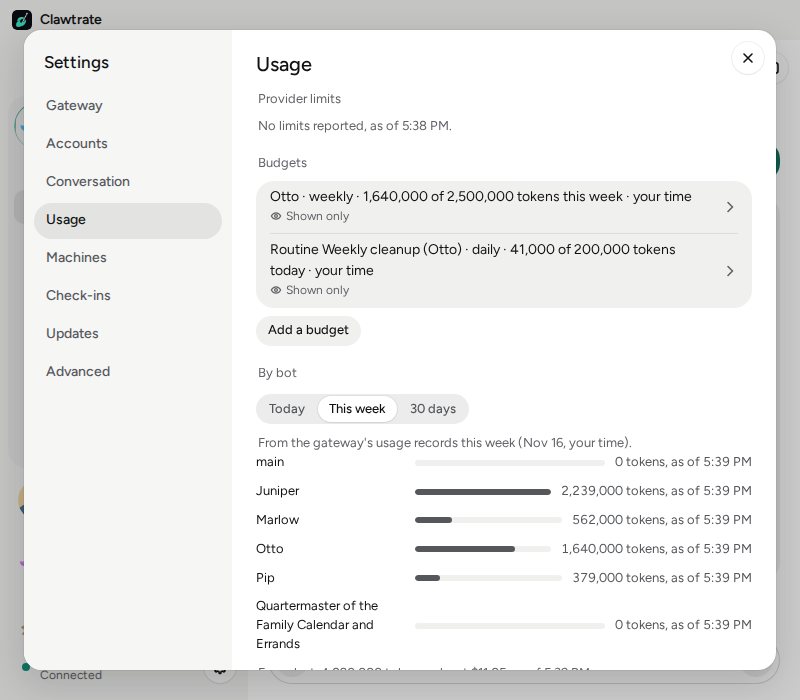 Clawtrate
Settings
Gateway
Accounts
Conversation
Usage
Machines
Check-ins
Updates
Advanced
Usage
Provider limits
No limits reported, as of 5:38 PM.
Budgets
Otto · weekly · 1,640,000 of 2,500,000 tokens this week · your time
Shown only
Routine Weekly cleanup (Otto) · daily · 41,000 of 200,000 tokens
today · your time
Shown only
Add a budget
By bot
Today This week 30 days
From the gateway's usage records this week (Nov 16, your time).
main 0 tokens, as of 5:39 PM
Juniper 2,239,000 tokens, as of 5:39 PM
Marlow 562,000 tokens, as of 5:39 PM
Otto 1,640,000 tokens, as of 5:39 PM
Pip 379,000 tokens, as of 5:39 PM
Quartermaster of the
Family Calendar and
Errands
0 tokens, as of 5:39 PM
Connected